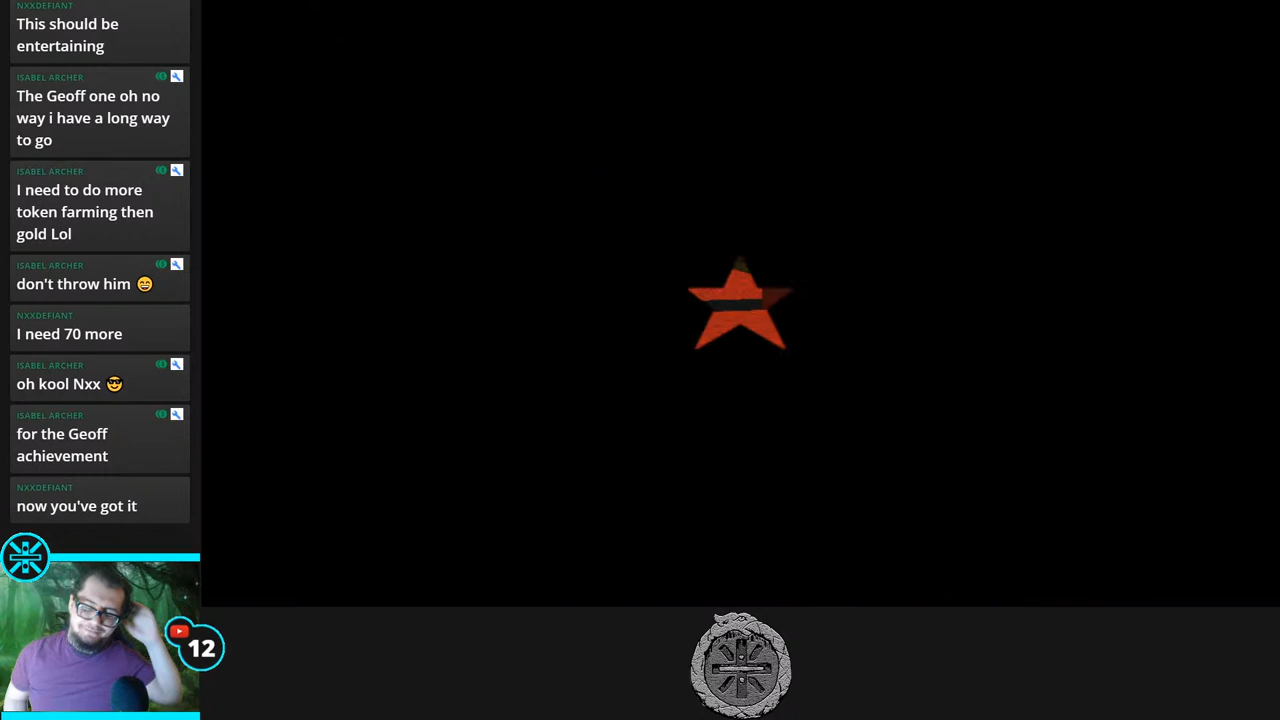 NXXDEFIANT
This should be
entertaining
ISABEL ARCHER
The Geoff one oh no
way i have a long way
to go
ISABEL ARCHER
I need to do more
token farming then
gold Lol
ISABEL ARCHER
don't throw him 😄
NXXDEFIANT
I need 70 more
ISABEL ARCHER
oh kool Nxx 😎
ISABEL ARCHER
for the Geoff
achievement
NXXDEFIANT
now you've got it
12